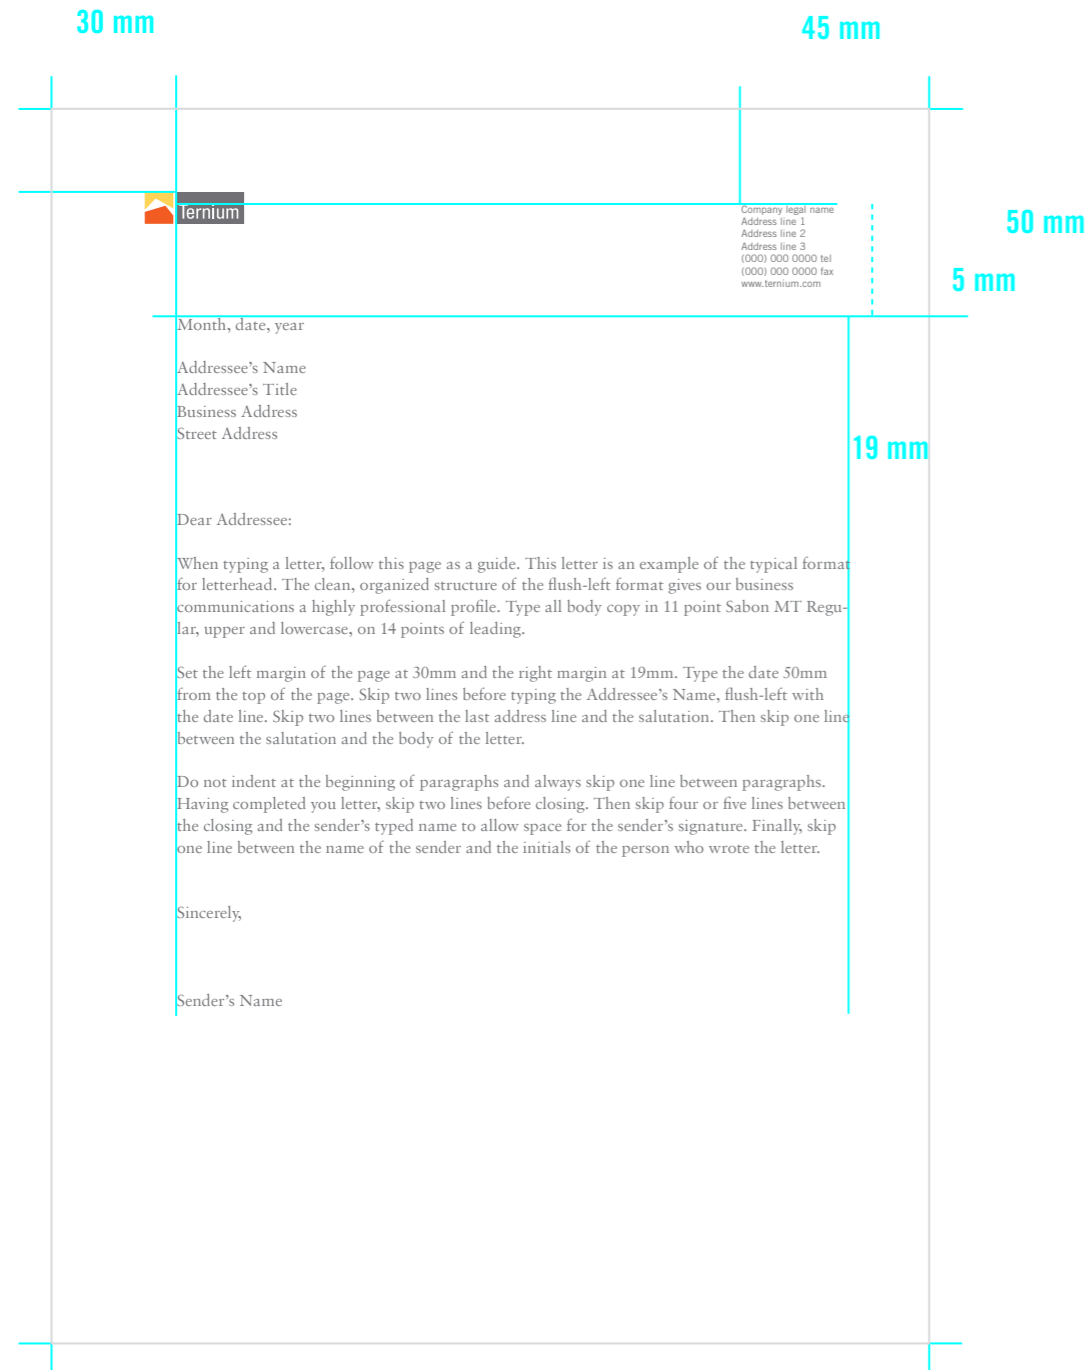 30 mm
45 mm
Ternium
Company legal name
Address line 1
Address line 2
Address line 3
(000) 000 0000 tel
(000) 000 0000 fax
www.ternium.com
50 mm
5 mm
Month, date, year
Addressee’s Name
Addressee’s Title
Business Address
Street Address
19 mm
Dear Addressee:
When typing a letter, follow this page as a guide. This letter is an example of the typical format
for letterhead. The clean, organized structure of the flush-left format gives our business
communications a highly professional profile. Type all body copy in 11 point Sabon MT Regu-
lar, upper and lowercase, on 14 points of leading.
Set the left margin of the page at 30mm and the right margin at 19mm. Type the date 50mm
from the top of the page. Skip two lines before typing the Addressee’s Name, flush-left with
the date line. Skip two lines between the last address line and the salutation. Then skip one line
between the salutation and the body of the letter.
Do not indent at the beginning of paragraphs and always skip one line between paragraphs.
Having completed you letter, skip two lines before closing. Then skip four or five lines between
the closing and the sender’s typed name to allow space for the sender’s signature. Finally, skip
one line between the name of the sender and the initials of the person who wrote the letter.
Sincerely,
Sender’s Name